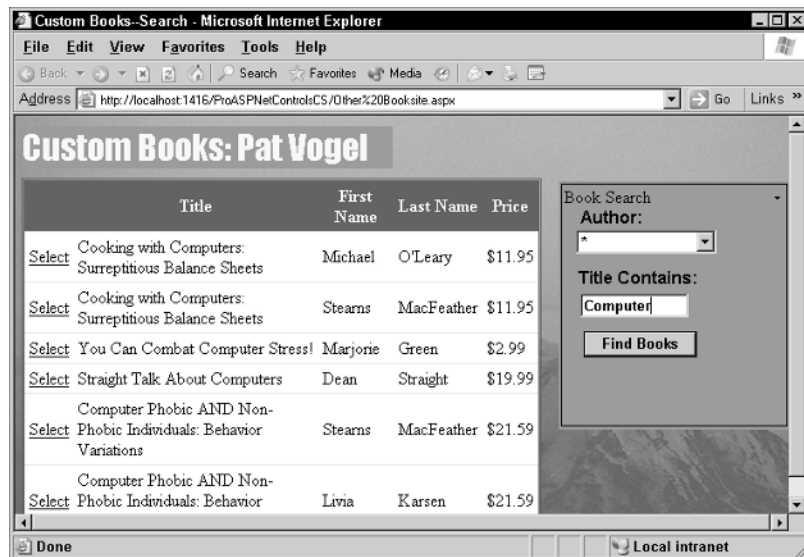 Custom Books--Search - Microsoft Internet Explorer
File Edit View Favorites Tools Help
Back Search Favorites Media
Address http://localhost:1416/ProASPNetControlsCS/Other%20Booksite.aspx Go Links »
Custom Books: Pat Vogel
Title First Name Last Name Price
Select Cooking with Computers: Surreptitious Balance Sheets Michael O'Leary $11.95
Select Cooking with Computers: Surreptitious Balance Sheets Stearns MacFeather $11.95
Select You Can Combat Computer Stress! Marjorie Green $2.99
Select Straight Talk About Computers Dean Straight $19.99
Select Computer Phobic AND Non-Phobic Individuals: Behavior Variations Stearns MacFeather $21.59
Select Computer Phobic AND Non-Phobic Individuals: Behavior Livia Karsen $21.59
Book Search
Author:
*
Title Contains:
Computer
Find Books
Done Local intranet